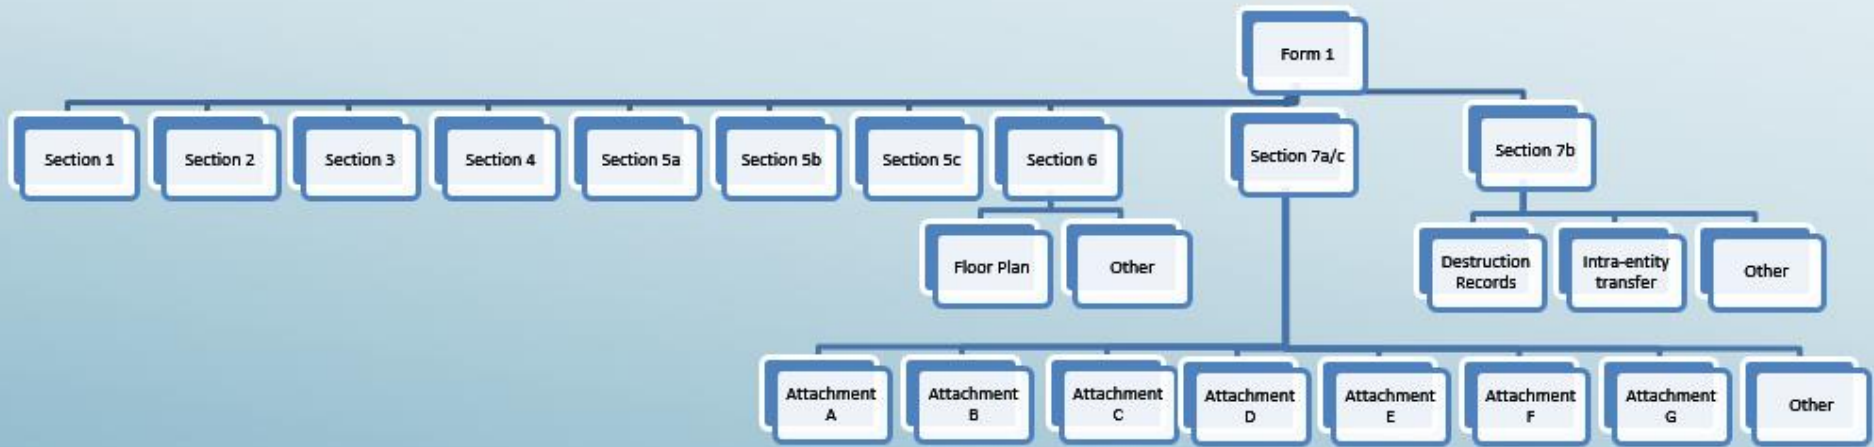 Form 1
Section 1
Section 2
Section 3
Section 4
Section 5a
Section 5b
Section 5c
Section 6
Section 7a/c
Section 7b
Floor Plan
Other
Destruction
Records
Intra-entity
transfer
Other
Attachment
A
Attachment
B
Attachment
C
Attachment
D
Attachment
E
Attachment
F
Attachment
G
Other